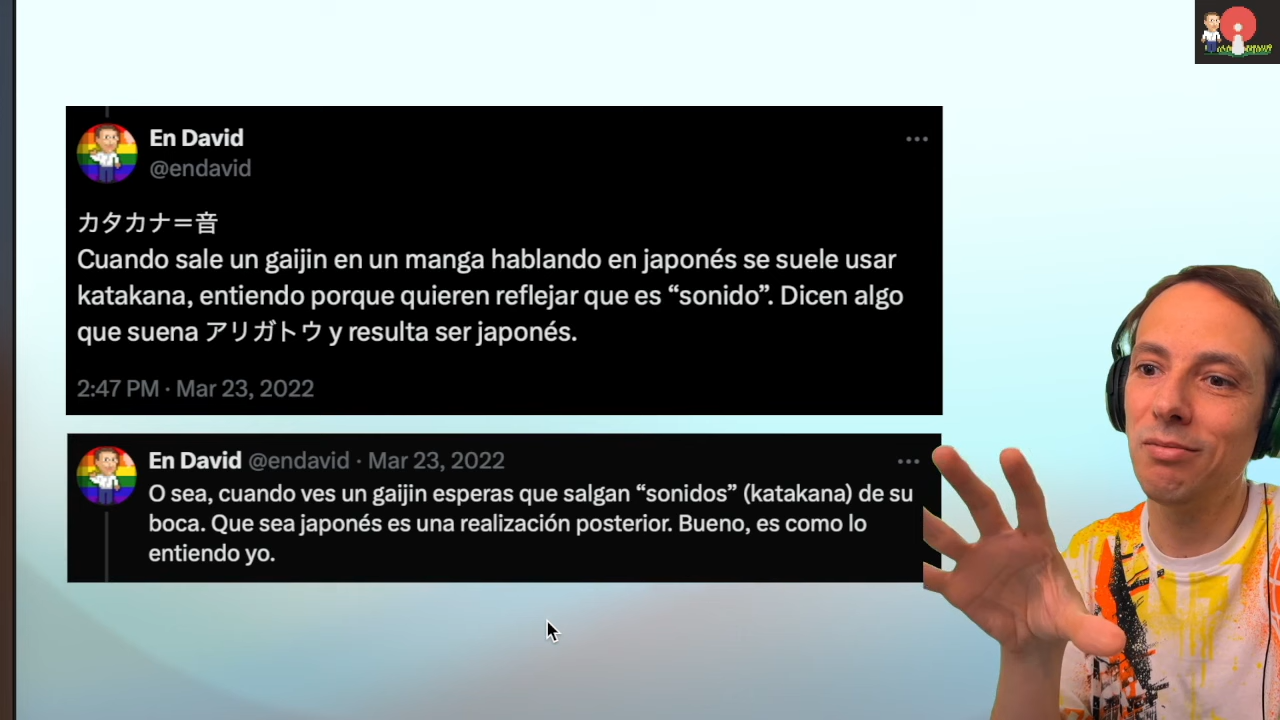 En David
@endavid
カタカナ＝音
Cuando sale un gaijin en un manga hablando en japonés se suele usar
katakana, entiendo porque quieren reflejar que es “sonido”. Dicen algo
que suena アリガトウ y resulta ser japonés.
2:47 PM · Mar 23, 2022
En David @endavid · Mar 23, 2022
O sea, cuando ves un gaijin esperas que salgan “sonidos” (katakana) de su
boca. Que sea japonés es una realización posterior. Bueno, es como lo
entiendo yo.